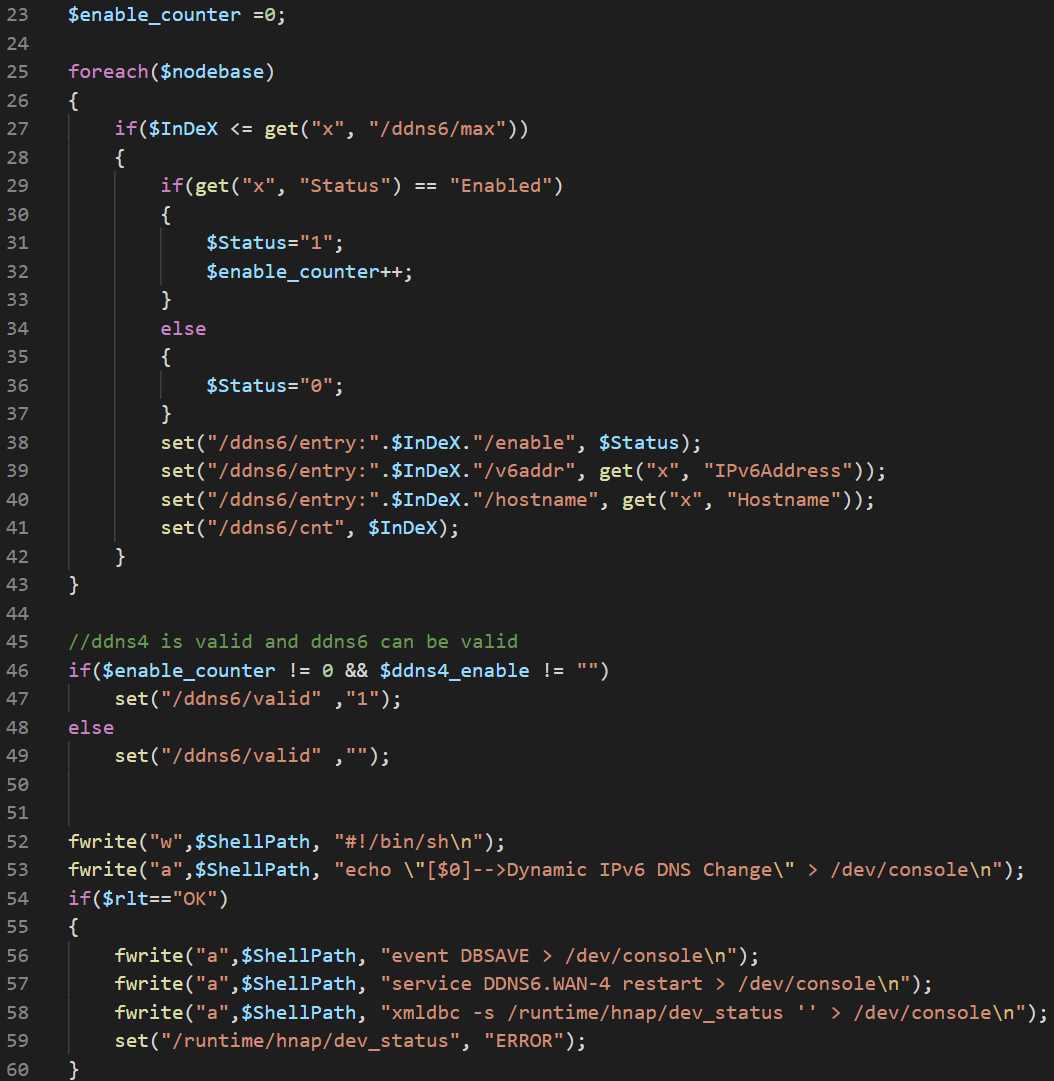 23 $enable_counter =0;
24
25 foreach($nodebase)
26 {
27     if($InDeX <= get("x", "/ddns6/max"))
28     {
29         if(get("x", "Status") == "Enabled")
30         {
31             $Status="1";
32             $enable_counter++;
33         }
34         else
35         {
36             $Status="0";
37         }
38         set("/ddns6/entry:".$InDeX."/enable", $Status);
39         set("/ddns6/entry:".$InDeX."/v6addr", get("x", "IPv6Address"));
40         set("/ddns6/entry:".$InDeX."/hostname", get("x", "Hostname"));
41         set("/ddns6/cnt", $InDeX);
42     }
43 }
44
45 //ddns4 is valid and ddns6 can be valid
46 if($enable_counter != 0 && $ddns4_enable != "")
47     set("/ddns6/valid" ,"1");
48 else
49     set("/ddns6/valid" ,"");
50
51
52 fwrite("w",$ShellPath, "#!/bin/sh\n");
53 fwrite("a",$ShellPath, "echo \"[$0]-->Dynamic IPv6 DNS Change\" > /dev/console\n");
54 if($rlt=="OK")
55 {
56     fwrite("a",$ShellPath, "event DBSAVE > /dev/console\n");
57     fwrite("a",$ShellPath, "service DDNS6.WAN-4 restart > /dev/console\n");
58     fwrite("a",$ShellPath, "xmldbc -s /runtime/hnap/dev_status '' > /dev/console\n");
59     set("/runtime/hnap/dev_status", "ERROR");
60 }